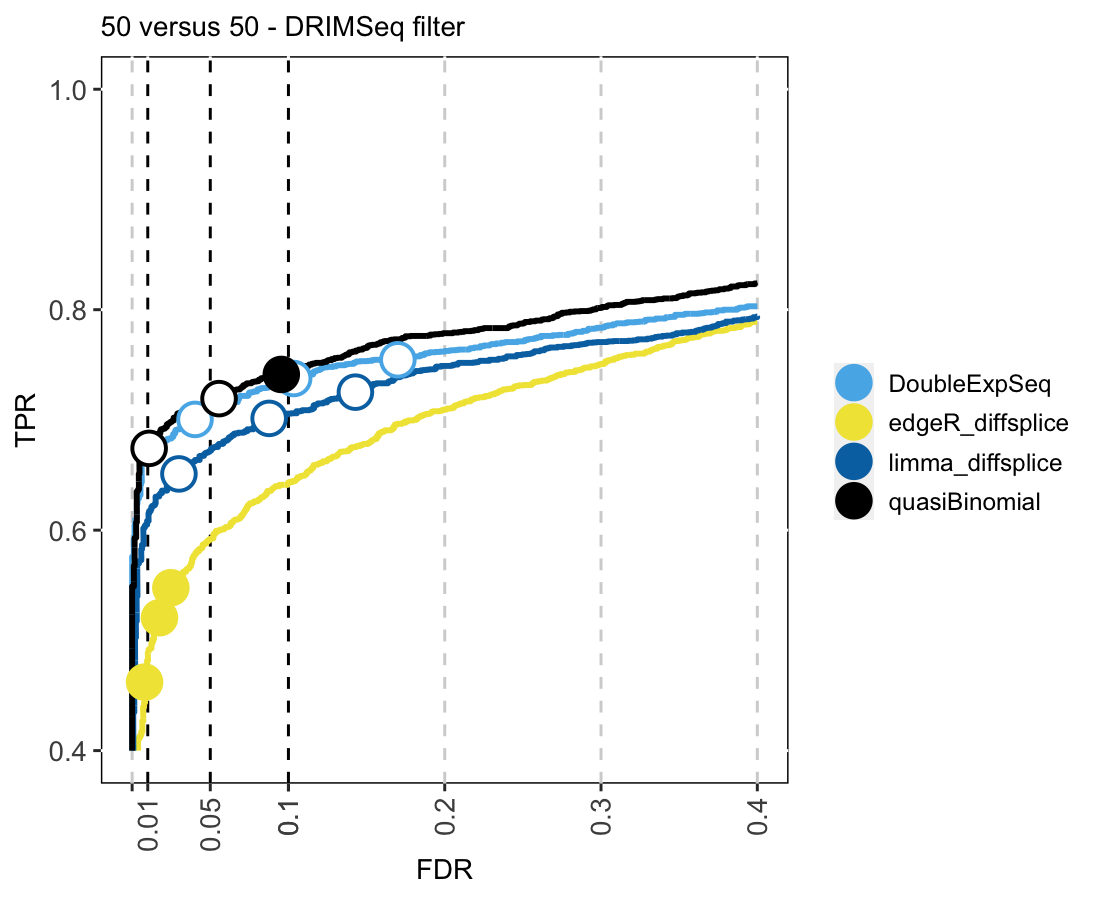 50 versus 50 - DRIMSeq filter
1.0
0.8
0.6
0.4
TPR
0.01
0.05
0.1
0.2
0.3
0.4
FDR
DoubleExpSeq
edgeR_diffsplice
limma_diffsplice
quasiBinomial